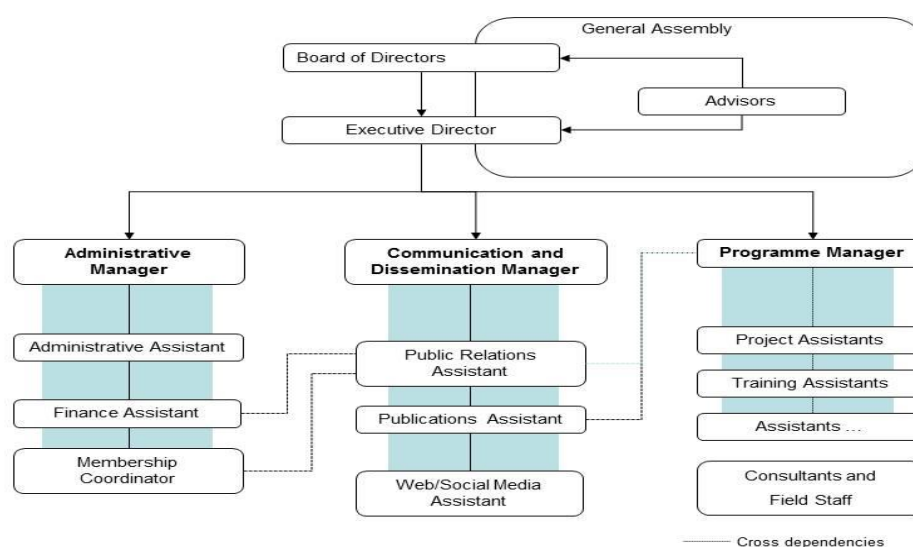 General Assembly
Board of Directors
Advisors
Executive Director
Administrative
Manager
Communication and
Dissemination Manager
Programme Manager
Administrative Assistant
Public Relations
Assistant
Project Assistants
Training Assistants
Finance Assistant
Publications Assistant
Assistants ...
Membership
Coordinator
Web/Social Media
Assistant
Consultants and
Field Staff
Cross dependencies